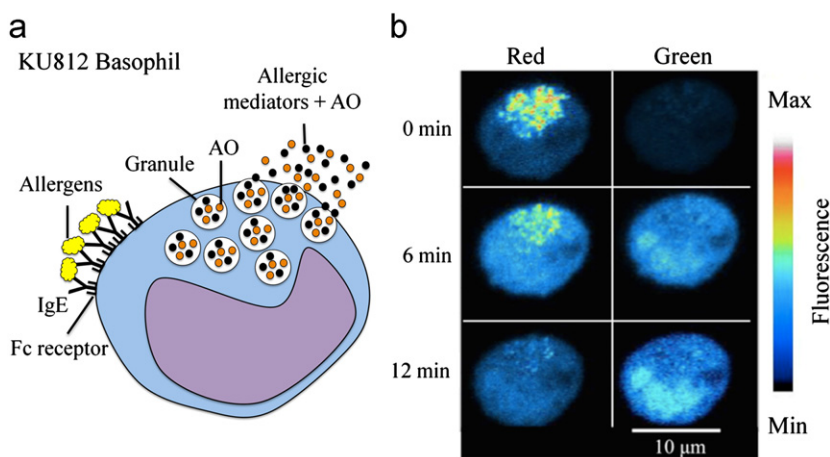 a
KU812 Basophil
Allergic
mediators + AO
Granule
AO
Allergens
IgE
Fc receptor
b
Red
Green
0 min
6 min
12 min
10 μm
Max
Fluorescence
Min